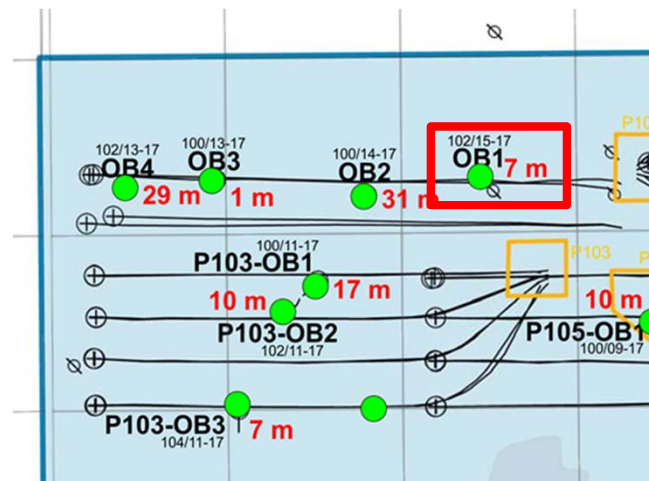 P10
102/13-17
OB4
29 m
100/13-17
OB3
1 m
100/14-17
OB2
31 m
102/15-17
OB1
7 m
100/11-17
P103-OB1
17 m
P103
P
10 m
P103-OB2
102/11-17
10 m
P105-OB1
100/09-17
P103-OB3
104/11-17
7 m